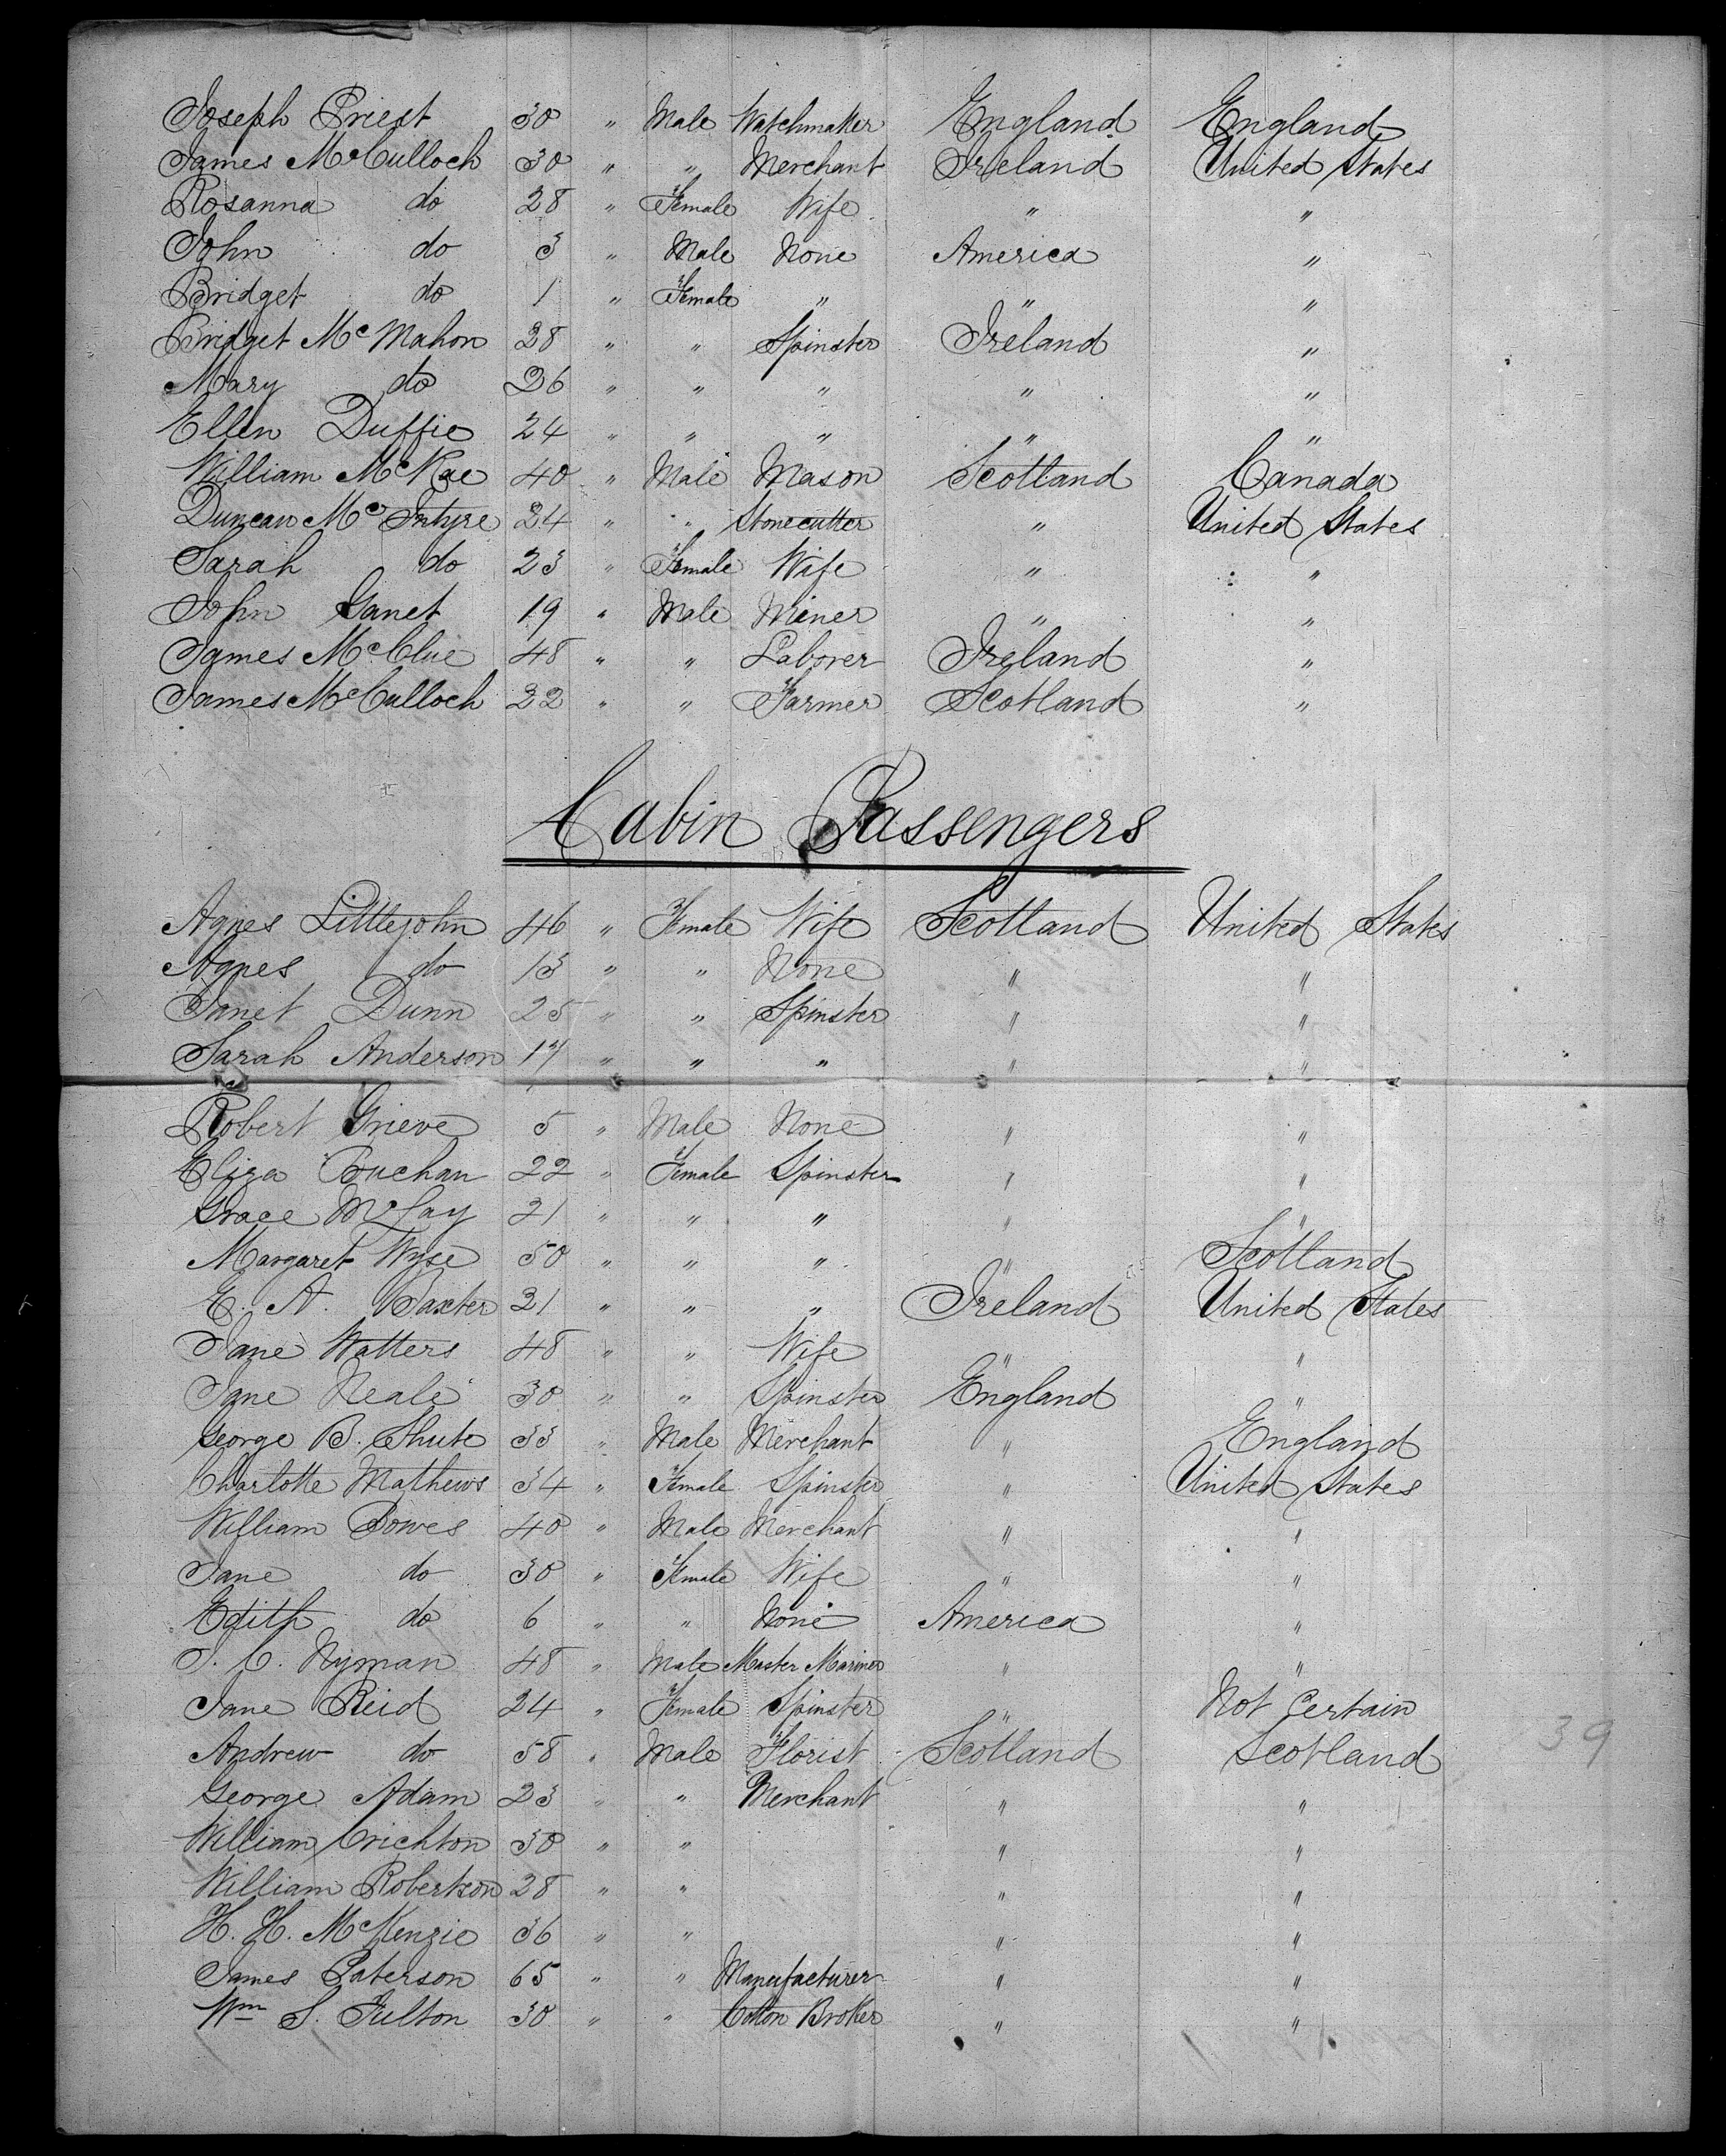 Joseph Priest 30 " Male Watchmaker England England
James McCulloch 30 " " Merchant Ireland United States
Rosanna do 28 " Female Wife " "
John do 3 " Male None America "
Bridget do 1 " Female " " "
Bridget McMahon 28 " " Spinster Ireland "
Mary do 26 " " " " "
Ellen Duffie 24 " " " " "
William McRae 40 " Male Mason Scotland Canada
Duncan McIntyre 24 " " Stonecutter " United States
Sarah do 23 " Female Wife " "
John Ganet 19 " Male Miner " "
James McClue 48 " " Laborer Ireland "
James McCulloch 22 " " Farmer Scotland "
Cabin Passengers
Agnes Littlejohn 46 " Female Wife Scotland United States
Agnes do 13 " " None " "
Janet Dunn 25 " " Spinster " "
Sarah Anderson 17 " " " " "
Robert Grieve 5 " Male None " "
Eliza Buchan 22 " Female Spinster " "
Grace McCay 21 " " " " "
Margaret Wyse 50 " " " " Scotland
E. A. Baxter 21 " " " Ireland United States
Jane Watters 48 " " Wife " "
Jane Neale 30 " " Spinster England "
George B. Shute 33 " Male Merchant " England
Charlotte Mathews 34 " Female Spinster " United States
William Bowes 40 " Male Merchant " "
Jane do 30 " Female Wife " "
Edith do 6 " " None America "
Nyman 48 " Male Master Mariner " "
Jane Reid 24 " Female Spinster " Not Certain
Andrew do 58 " Male Florist Scotland Scotland 39
George Adam 23 " " Merchant " "
William Crichton 30 " " " "
William Robertson 28 " " " "
H. H. McKenzie 36 " " " "
James Paterson 65 " " Manufacturer " "
Wm S. Fulton 30 " " Cotton Broker " "